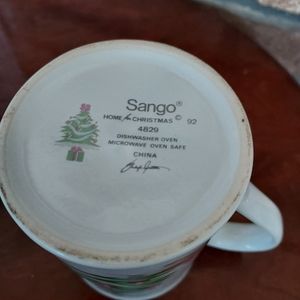 Sango®
HOME for CHRISTMAS © 92
4829
DISHWASHER OVEN
MICROWAVE OVEN SAFE
CHINA